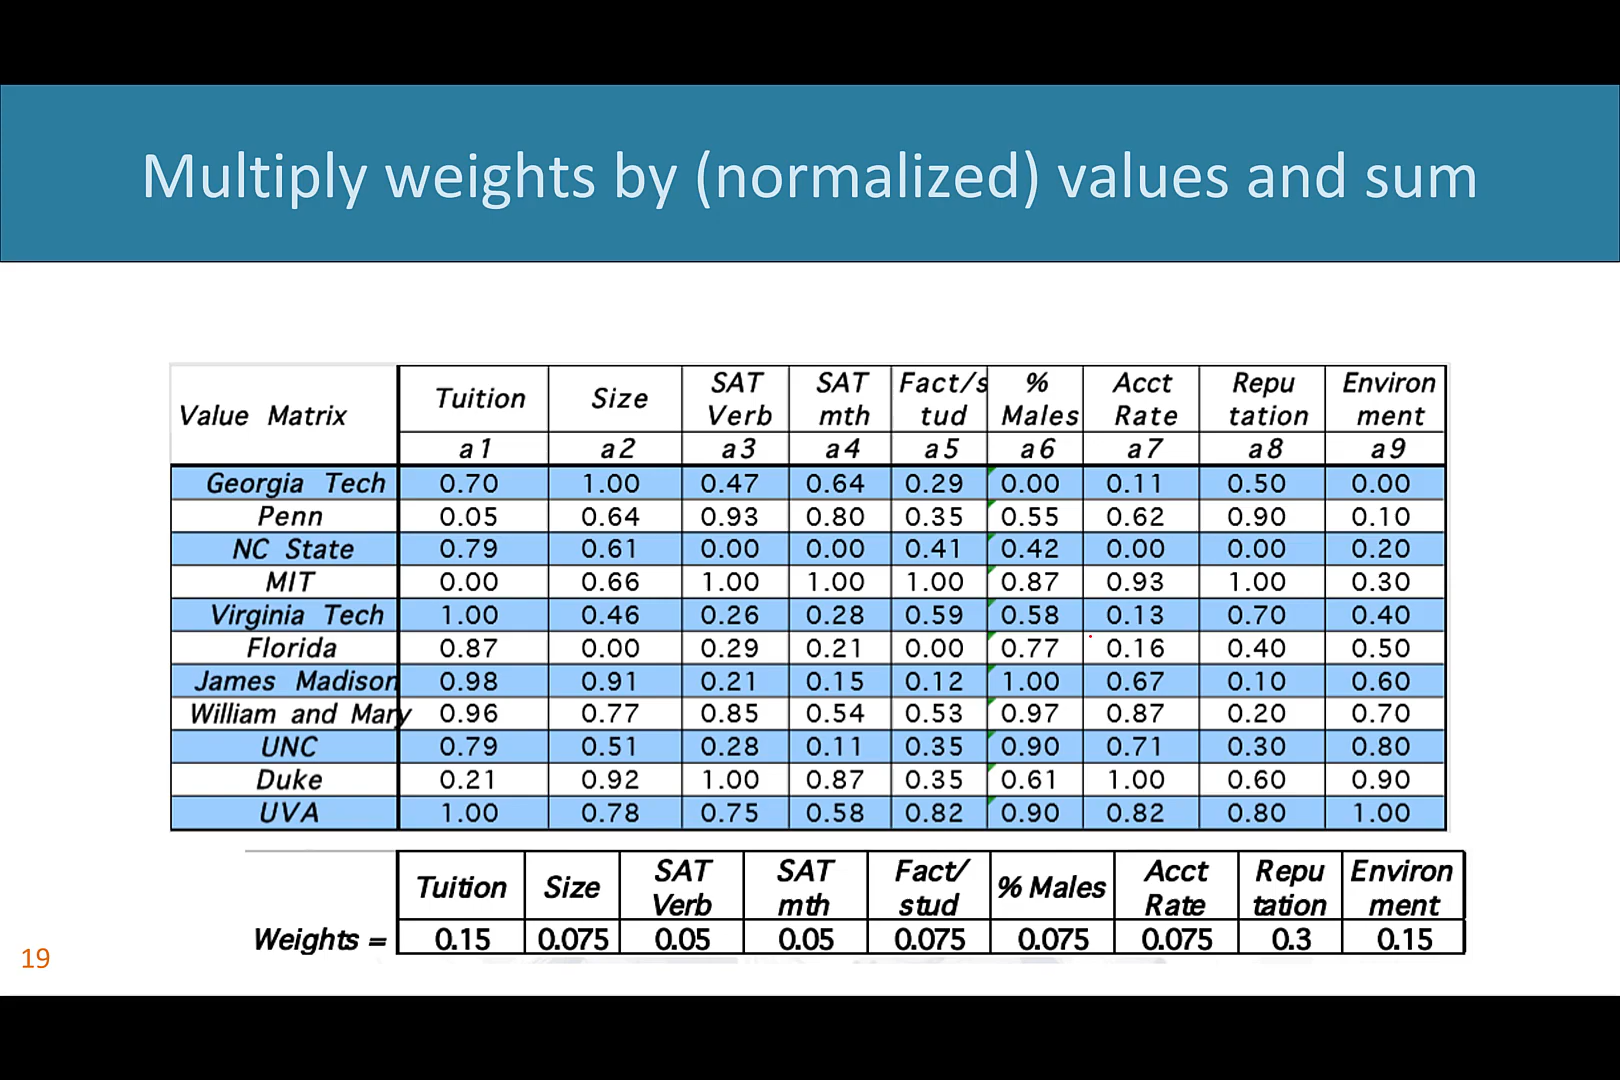 Multiply weights by (normalized) values and sum
Value Matrix Tuition Size SAT Verb SAT mth Fact/s tud % Males Acct Rate Repu tation Environ ment
a1 a2 a3 a4 a5 a6 a7 a8 a9
Georgia Tech 0.70 1.00 0.47 0.64 0.29 0.00 0.11 0.50 0.00
Penn 0.05 0.64 0.93 0.80 0.35 0.55 0.62 0.90 0.10
NC State 0.79 0.61 0.00 0.00 0.41 0.42 0.00 0.00 0.20
MIT 0.00 0.66 1.00 1.00 1.00 0.87 0.93 1.00 0.30
Virginia Tech 1.00 0.46 0.26 0.28 0.59 0.58 0.13 0.70 0.40
Florida 0.87 0.00 0.29 0.21 0.00 0.77 0.16 0.40 0.50
James Madison 0.98 0.91 0.21 0.15 0.12 1.00 0.67 0.10 0.60
William and Mary 0.96 0.77 0.85 0.54 0.53 0.97 0.87 0.20 0.70
UNC 0.79 0.51 0.28 0.11 0.35 0.90 0.71 0.30 0.80
Duke 0.21 0.92 1.00 0.87 0.35 0.61 1.00 0.60 0.90
UVA 1.00 0.78 0.75 0.58 0.82 0.90 0.82 0.80 1.00
Tuition Size SAT Verb SAT mth Fact/ stud % Males Acct Rate Repu tation Environ ment
Weights = 0.15 0.075 0.05 0.05 0.075 0.075 0.075 0.3 0.15
19